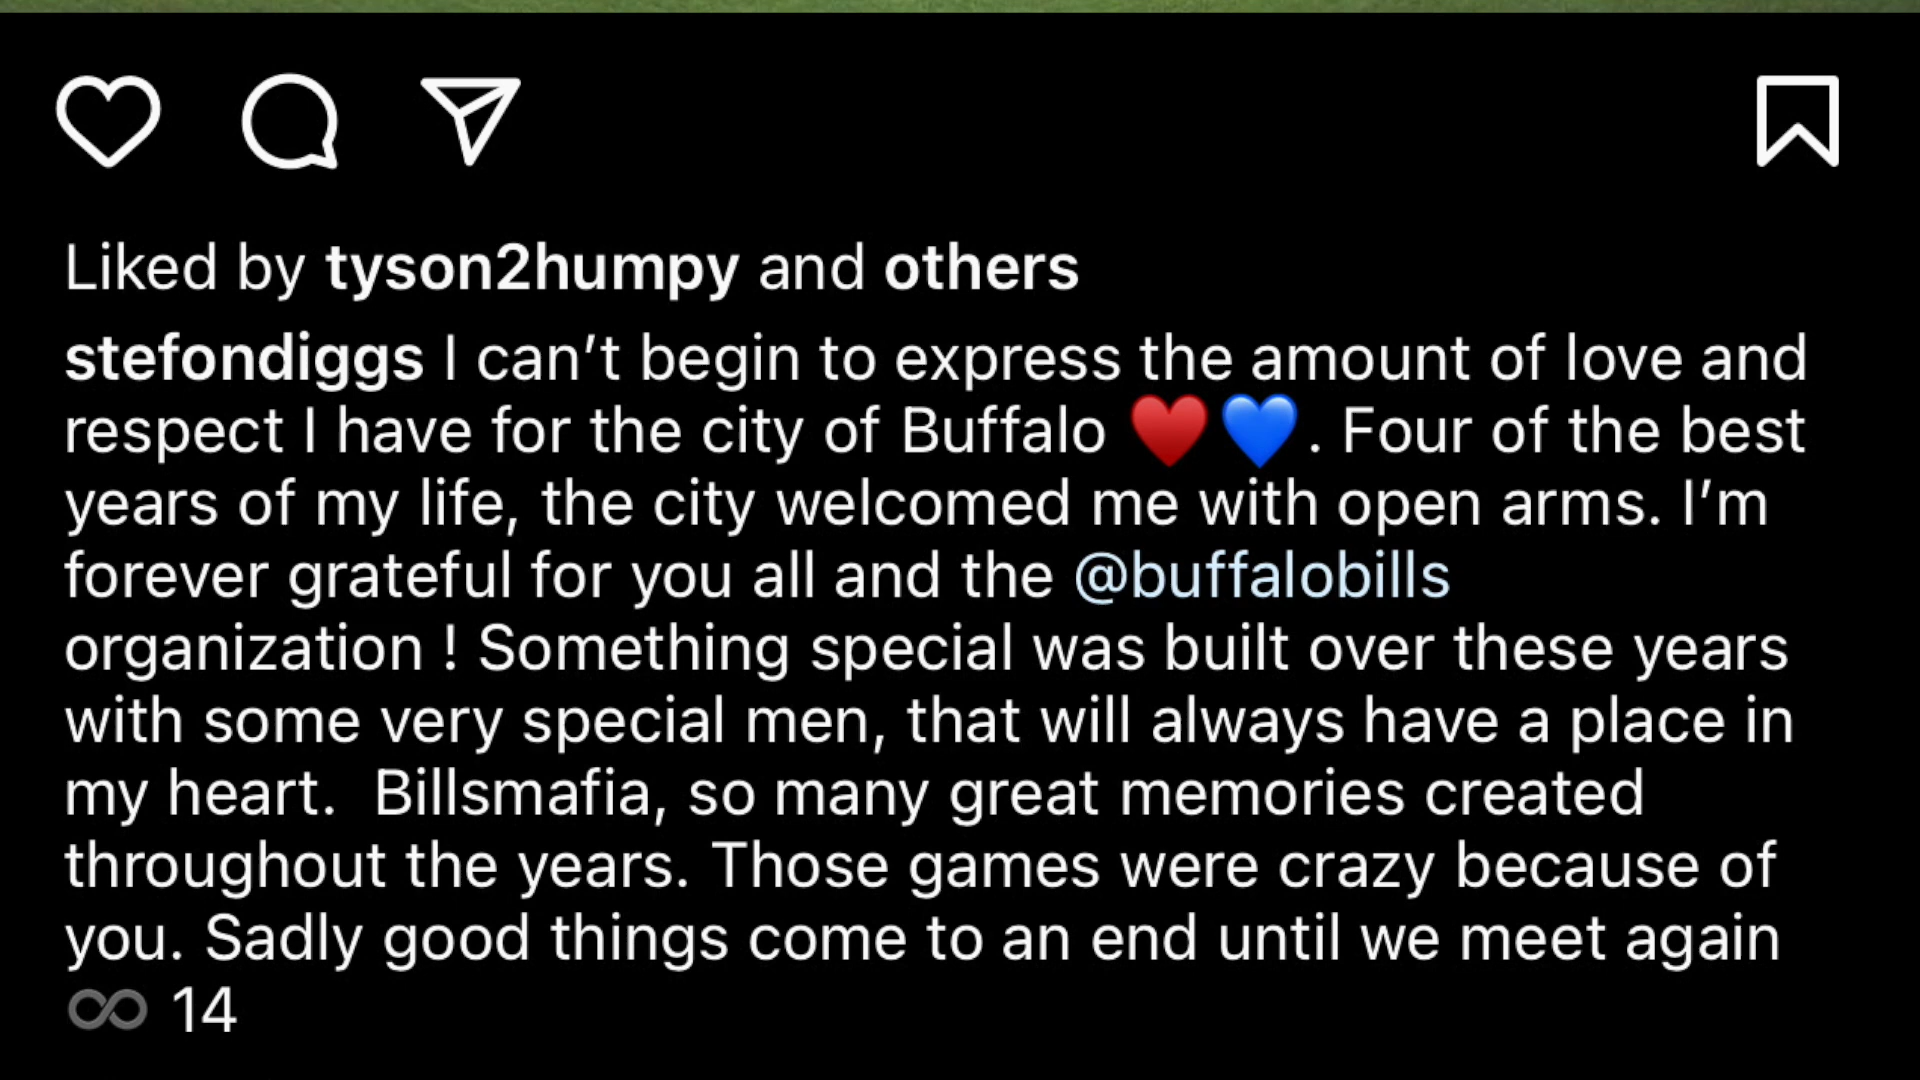 Liked by tyson2humpy and others
stefondiggs I can’t begin to express the amount of love and
respect I have for the city of Buffalo ♥️💙. Four of the best
years of my life, the city welcomed me with open arms. I’m
forever grateful for you all and the @buffalobills
organization ! Something special was built over these years
with some very special men, that will always have a place in
my heart.  Billsmafia, so many great memories created
throughout the years. Those games were crazy because of
you. Sadly good things come to an end until we meet again
♾ 14